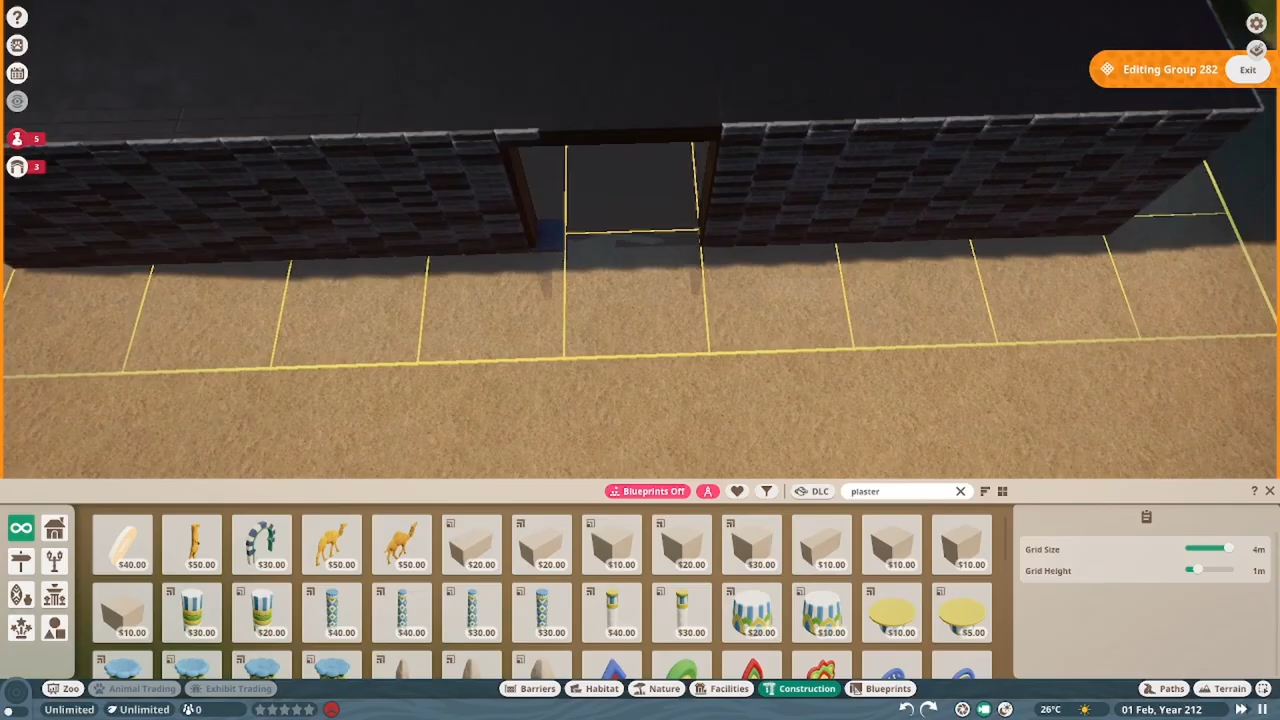 ?
Editing Group 282
Exit
5
3
Blueprints Off
DLC
plaster
?
$40.00
$50.00
$30.00
$50.00
$50.00
$20.00
$20.00
$10.00
$20.00
$30.00
$10.00
$10.00
$10.00
Grid Size
4m
Grid Height
1m
$10.00
$30.00
$20.00
$40.00
$40.00
$30.00
$30.00
$40.00
$30.00
$20.00
$10.00
$10.00
$5.00
Zoo
Animal Trading
Exhibit Trading
Barriers
Habitat
Nature
Facilities
Construction
Blueprints
Paths
Terrain
Unlimited
Unlimited
0
26°C
01 Feb, Year 212